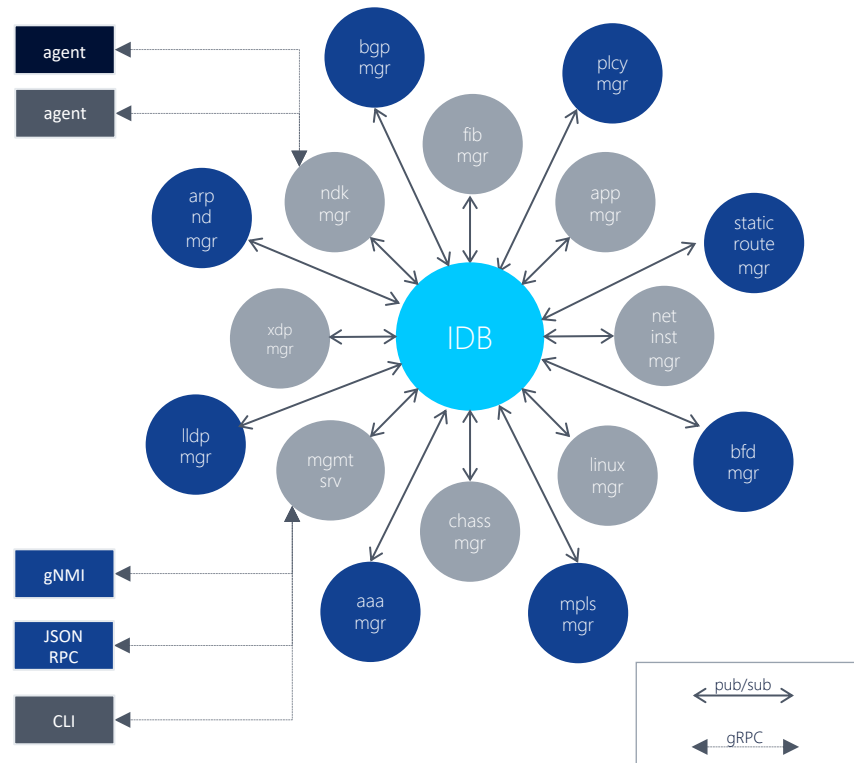 agent
agent
bgp
mgr
plcy
mgr
fib
mgr
arp
nd
mgr
ndk
mgr
app
mgr
static
route
mgr
xdp
mgr
IDB
net
inst
mgr
lldp
mgr
mgmt
srv
chass
mgr
linux
mgr
bfd
mgr
gNMI
JSON
RPC
CLI
aaa
mgr
mpls
mgr
pub/sub
gRPC